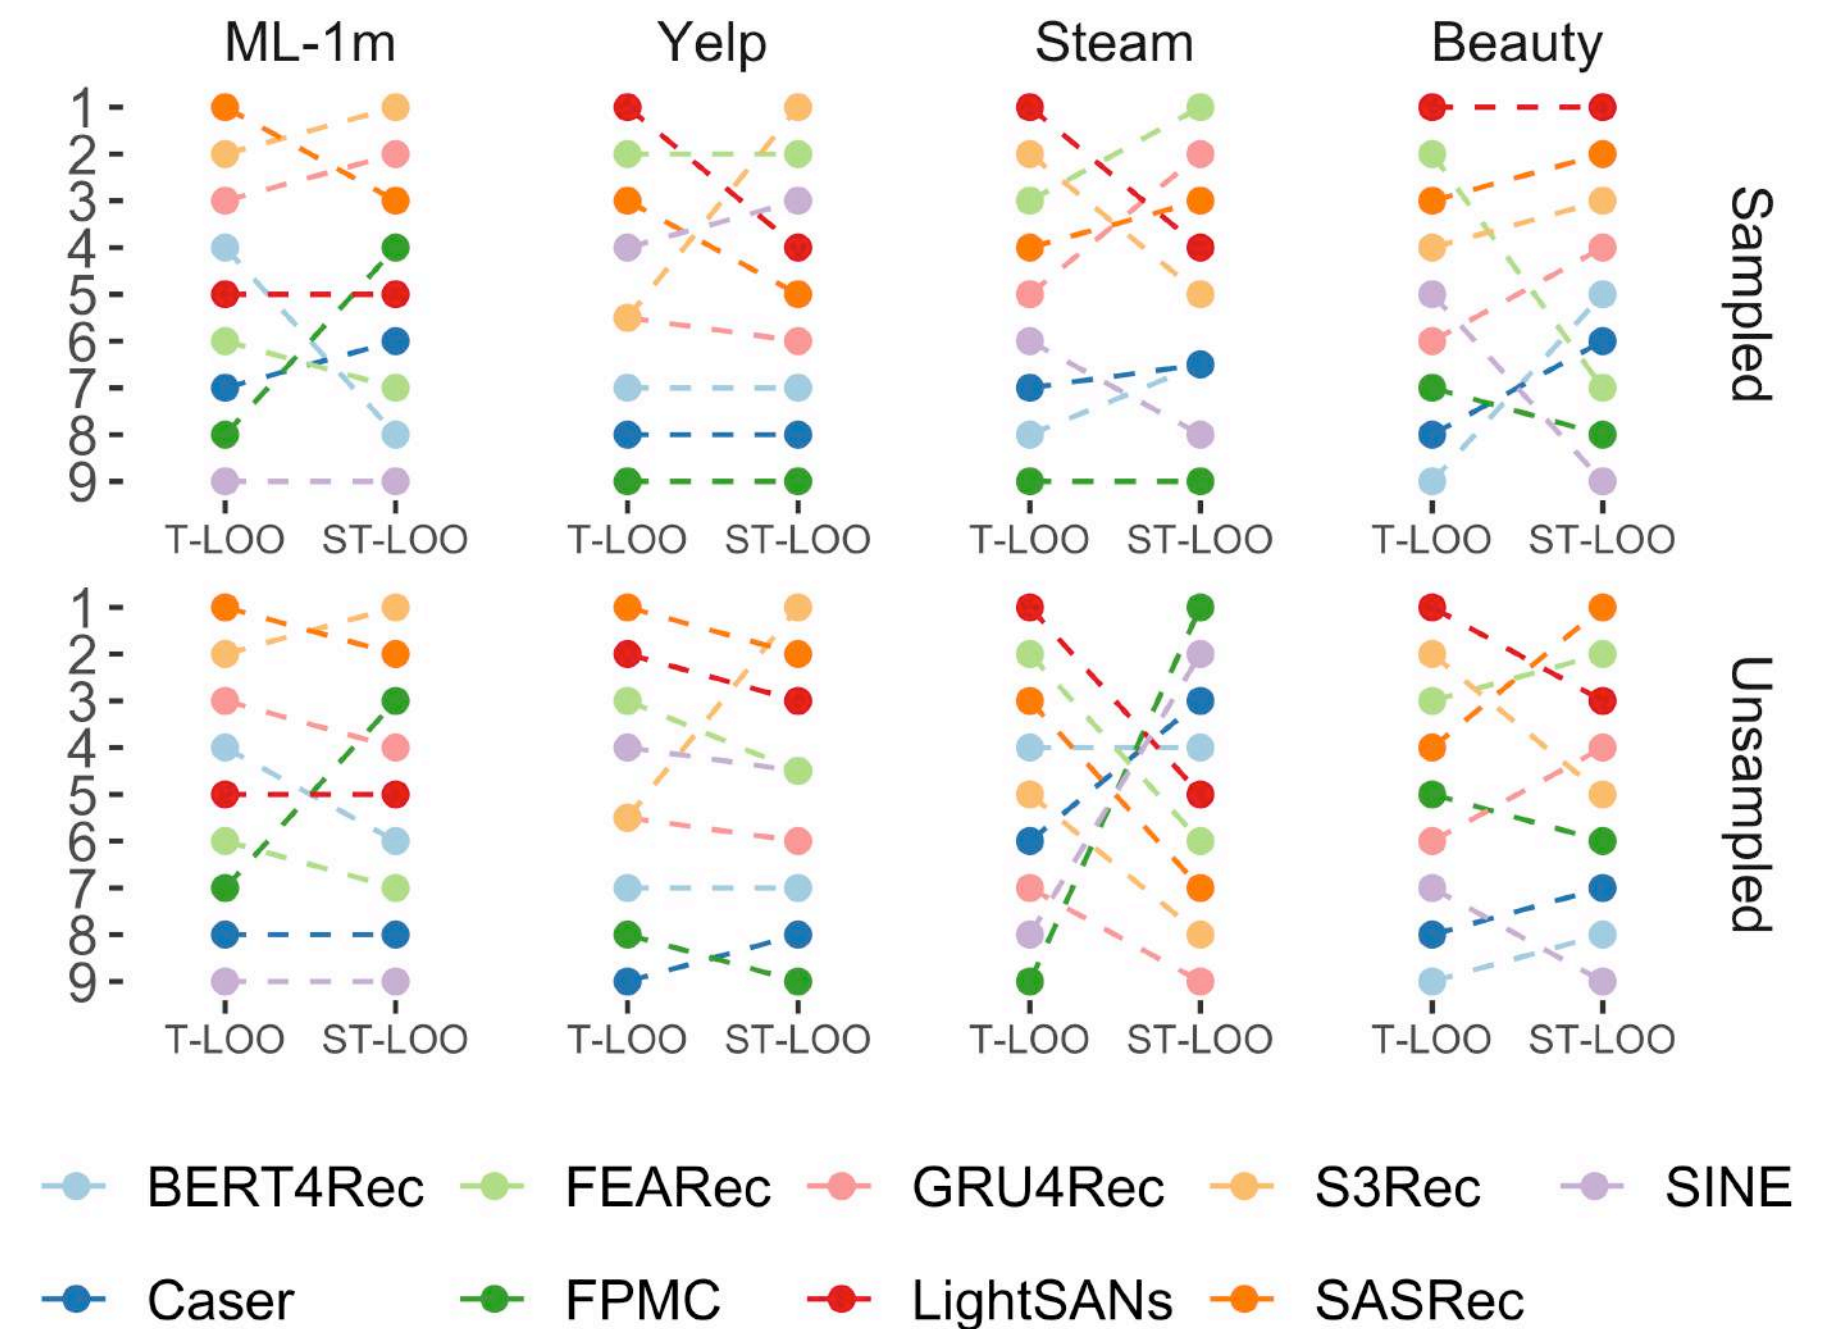 ML-1m Yelp Steam Beauty
1
2
3
4
5
6
7
8
9
Sampled
T-LOO ST-LOO T-LOO ST-LOO T-LOO ST-LOO T-LOO ST-LOO
1
2
3
4
5
6
7
8
9
Unsampled
T-LOO ST-LOO T-LOO ST-LOO T-LOO ST-LOO T-LOO ST-LOO
BERT4Rec FEARec GRU4Rec S3Rec SINE
Caser FPMC LightSANs SASRec